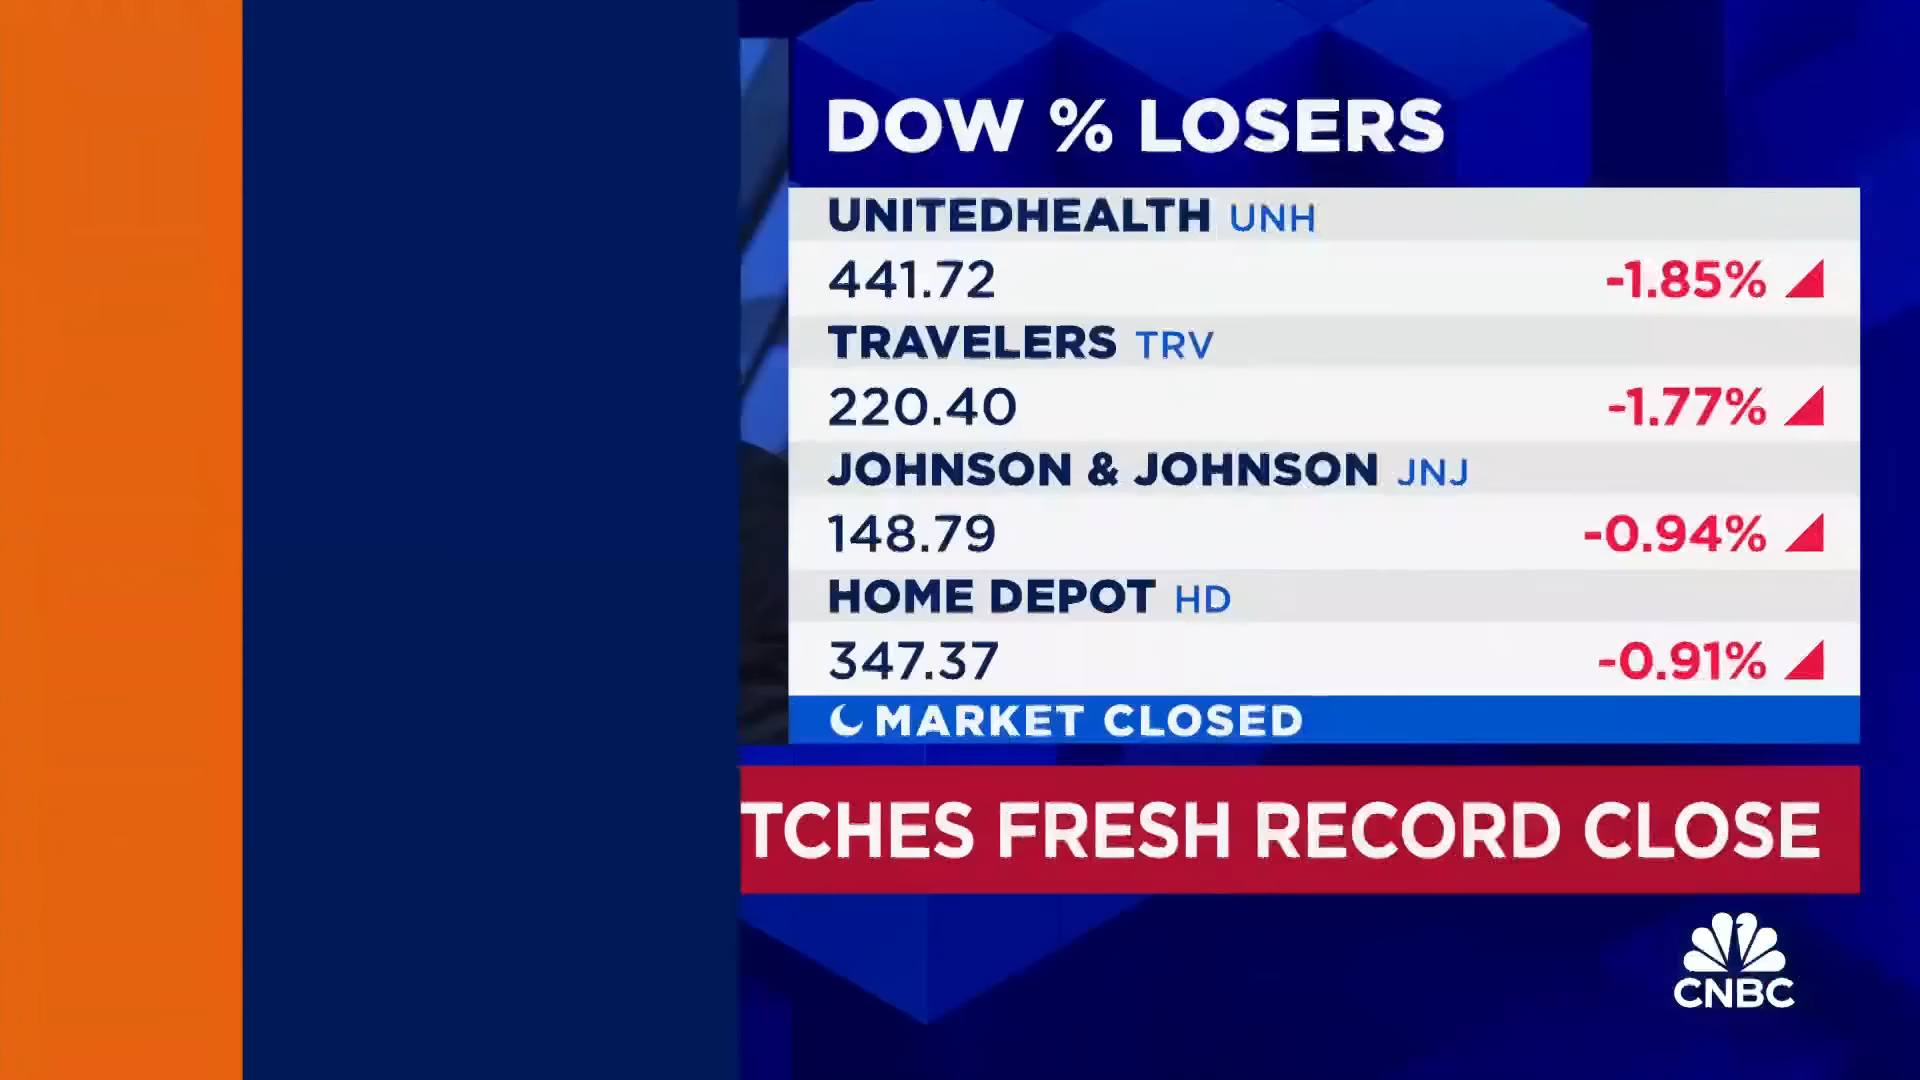 DOW % LOSERS
UNITEDHEALTH UNH
441.72 -1.85%
TRAVELERS TRV
220.40 -1.77%
JOHNSON & JOHNSON JNJ
148.79 -0.94%
HOME DEPOT HD
347.37 -0.91%
MARKET CLOSED
TCHES FRESH RECORD CLOSE
CNBC